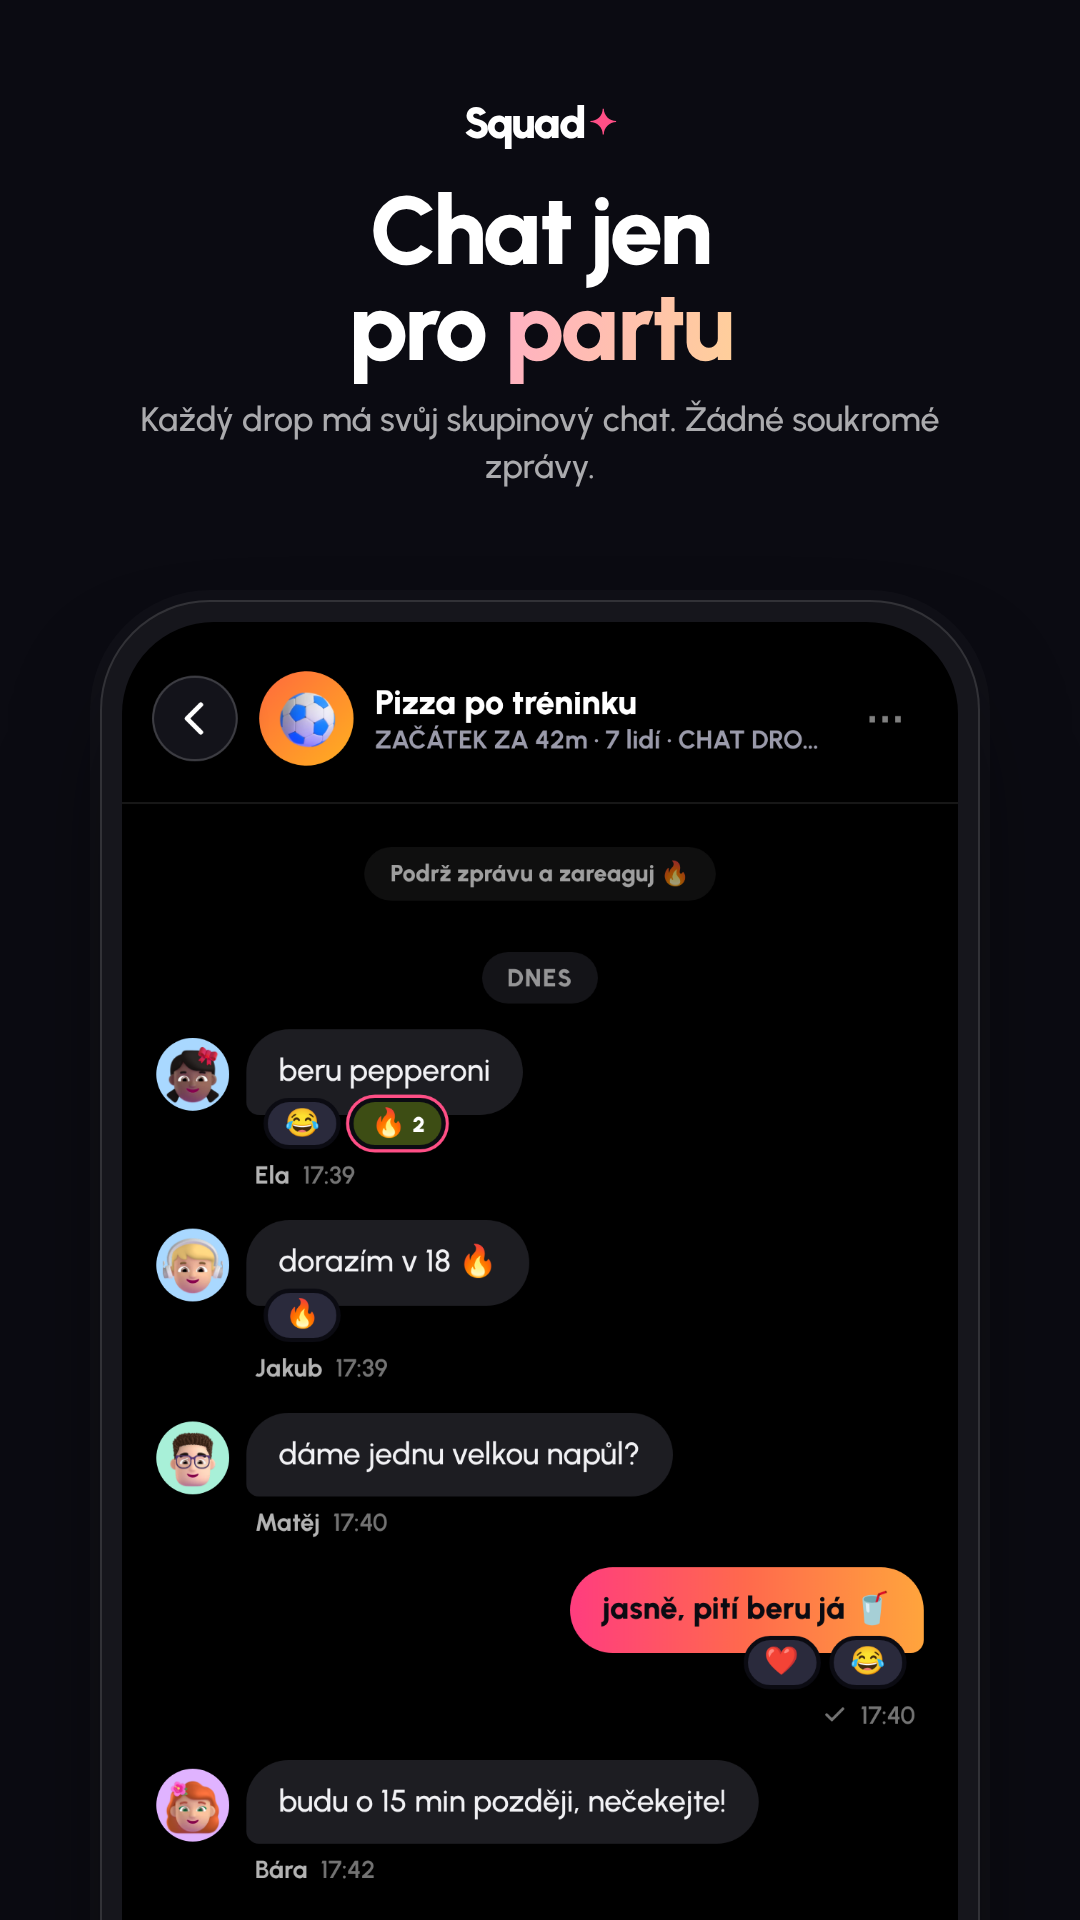 Squad
Chat jen
pro partu
Každý drop má svůj skupinový chat. Žádné soukromé
zprávy.
Pizza po tréninku
ZAČÁTEK ZA 42m · 7 lidí · CHAT DRO...
Podrž zprávu a zareaguj 🔥
DNES
beru pepperoni
😂 🔥 2
Ela 17:39
dorazím v 18 🔥
🔥
Jakub 17:39
dáme jednu velkou napůl?
Matěj 17:40
jasně, pití beru já 🥤
❤️ 😂
✓ 17:40
budu o 15 min později, nečekejte!
Bára 17:42